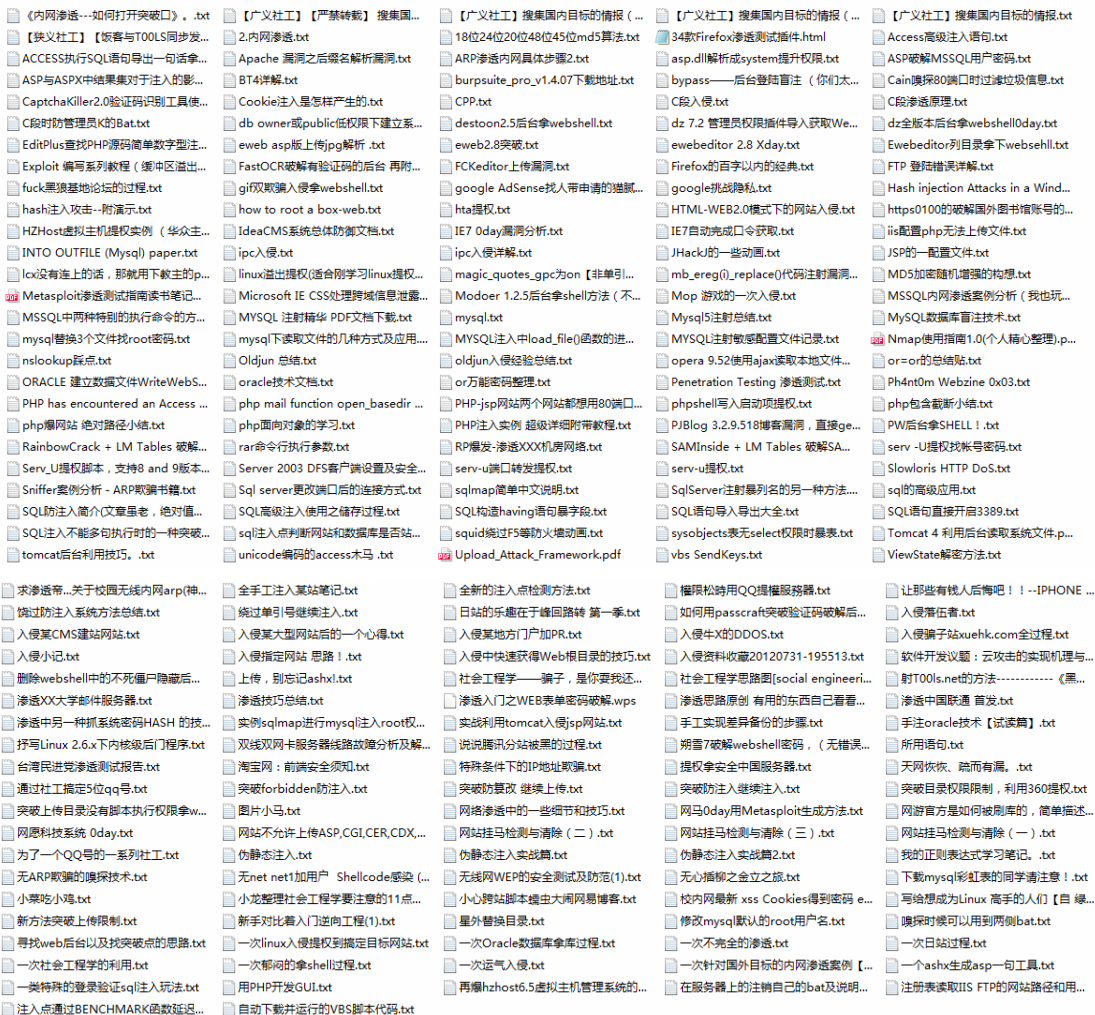 《内网渗透---如何打开突破口》。.txt
【广义社工】【严禁转载】 搜集国...
【广义社工】搜集国内目标的情报（...
【广义社工】搜集国内目标的情报（...
【广义社工】搜集国内目标的情报.txt
【狭义社工】【饭客与T00LS同步发...
2.内网渗透.txt
18位24位20位48位45位md5算法.txt
34款Firefox渗透测试插件.html
Access高级注入语句.txt
ACCESS执行SQL语句导出一句话拿...
Apache 漏洞之后缀名解析漏洞.txt
ARP渗透内网具体步骤2.txt
asp.dll解析成system提升权限.txt
ASP破解MSSQL用户密码.txt
ASP与ASPX中结果集对于注入的影...
BT4详解.txt
burpsuite_pro_v1.4.07下载地址.txt
bypass——后台登陆盲注（你们太...
Cain嗅探80端口时过滤垃圾信息.txt
CaptchaKiller2.0验证码识别工具使...
Cookie注入是怎样产生的.txt
CPP.txt
C段入侵.txt
C段渗透原理.txt
C段时防管理员K的Bat.txt
db owner或public低权限下建立系...
destoon2.5后台拿webshell.txt
dz 7.2 管理员权限插件导入获取We...
dz全版本后台拿webshell0day.txt
EditPlus查找PHP源码简单数字型注...
eweb asp版上传jpg解析 .txt
eweb2.8突破.txt
ewebeditor 2.8 Xday.txt
Ewebeditor列目录拿下websehll.txt
Exploit 编写系列教程（缓冲区溢出...
FastOCR破解有验证码的后台 再附...
FCKeditor上传漏洞.txt
Firefox的百字以内的经典.txt
FTP 登陆错误详解.txt
fuck黑狼基地论坛的过程.txt
gif双欺骗入侵拿webshell.txt
google AdSense找人带申请的猫腻...
google挑战隐私.txt
Hash injection Attacks in a Wind...
hash注入攻击--附演示.txt
how to root a box-web.txt
hta提权.txt
HTML-WEB2.0模式下的网站入侵.txt
https0100的破解国外图书馆账号的...
HZHost虚拟主机提权实例 （华众主...
IdeaCMS系统总体防御文档.txt
IE7 0day漏洞分析.txt
IE7自动完成口令获取.txt
iis配置php无法上传文件.txt
INTO OUTFILE (Mysql) paper.txt
ipc入侵.txt
ipc入侵详解.txt
JHackJ的一些动画.txt
JSP的一配置文件.txt
lcx没有连上的话，那就用下教主的p...
linux溢出提权(适合刚学习linux提权...
magic_quotes_gpc为on【非单引...
mb_ereg(i)_replace()代码注射漏洞...
MD5加密随机增强的构想.txt
Metasploit渗透测试指南读书笔记...
Microsoft IE CSS处理跨域信息泄露...
Modoer 1.2.5后台拿shell方法（不...
Mop 游戏的一次入侵.txt
MSSQL内网渗透案例分析（我也玩...
MSSQL中两种特别的执行命令的方...
MYSQL 注射精华 PDF文档下载.txt
mysql.txt
Mysql5注射总结.txt
MySQL数据库盲注技术.txt
mysql替换3个文件找root密码.txt
mysql下读取文件的几种方式及应用....
MYSQL注入中load_file()函数的进...
MYSQL注射敏感配置文件记录.txt
Nmap使用指南1.0(个人精心整理).p...
nslookup踩点.txt
Oldjun 总结.txt
oldjun入侵经验总结.txt
opera 9.52使用ajax读取本地文件...
or=or的总结贴.txt
ORACLE 建立数据文件WriteWebS...
oracle技术文档.txt
or万能密码整理.txt
Penetration Testing 渗透测试.txt
Ph4nt0m Webzine 0x03.txt
PHP has encountered an Access ...
php mail function open_basedir ...
PHP-jsp网站两个网站都想用80端口...
phpshell写入启动项提权.txt
php包含截断小结.txt
php爆网站 绝对路径小结.txt
php面向对象的学习.txt
PHP注入实例 超级详细附带教程.txt
PJBlog 3.2.9.518博客漏洞，直接ge...
PW后台拿SHELL！.txt
RainbowCrack + LM Tables 破解...
rar命令行执行参数.txt
RP爆发-渗透XXX机房网络.txt
SAMInside + LM Tables 破解SA...
serv -U提权找帐号密码.txt
Serv_U提权脚本，支持8 and 9版本...
Server 2003 DFS客户端设置及安全...
serv-u端口转发提权.txt
serv-u提权.txt
Slowloris HTTP DoS.txt
Sniffer案例分析 - ARP欺骗书籍.txt
Sql server更改端口后的连接方式.txt
sqlmap简单中文说明.txt
SqlServer注射暴列名的另一种方法....
sql的高级应用.txt
SQL防注入简介(文章虽老，绝对值...
SQL高级注入使用之储存过程.txt
SQL构造having语句暴字段.txt
SQL语句导入导出大全.txt
SQL语句直接开启3389.txt
SQL注入不能多句执行时的一种突破...
sql注入点判断网站和数据库是否站...
squid绕过F5等防火墙动画.txt
sysobjects表无select权限时暴表.txt
Tomcat 4 利用后台读取系统文件.p...
tomcat后台利用技巧。.txt
unicode编码的access木马 .txt
Upload_Attack_Framework.pdf
vbs SendKeys.txt
ViewState解密方法.txt
求渗透帝...关于校园无线内网arp(神...
全手工注入某站笔记.txt
全新的注入点检测方法.txt
權限松時用QQ提權服務器.txt
让那些有钱人后悔吧！！--IPHONE ...
饶过防注入系统方法总结.txt
绕过单引号继续注入.txt
日站的乐趣在于峰回路转 第一季.txt
如何用passcraft突破验证码破解后...
入侵落伍者.txt
入侵某CMS建站网站.txt
入侵某大型网站后的一个心得.txt
入侵某地方门户加PR.txt
入侵牛X的DDOS.txt
入侵骗子站xuehk.com全过程.txt
入侵小记.txt
入侵指定网站 思路！.txt
入侵中快速获得Web根目录的技巧.txt
入侵资料收藏20120731-195513.txt
软件开发议题：云攻击的实现机理与...
删除webshell中的不死僵尸隐藏后...
上传，别忘记ashx!.txt
社会工程学——骗子，是你要我还...
社会工程学思路图[social engineeri...
射T00ls.net的方法------------《黑...
渗透XX大学邮件服务器.txt
渗透技巧总结.txt
渗透入门之WEB表单密码破解.wps
渗透思路原创 有用的东西自己看看...
渗透中国联通 首发.txt
渗透中另一种抓系统密码HASH 的技...
实例sqlmap进行mysql注入root权...
实战利用tomcat入侵jsp网站.txt
手工实现差异备份的步骤.txt
手注oracle技术【试读篇】.txt
抒写Linux 2.6.x下内核级后门程序.txt
双线双网卡服务器线路故障分析及解...
说说腾讯分站被黑的过程.txt
朔雪7破解webshell密码，（无错误...
所用语句.txt
台湾民进党渗透测试报告.txt
淘宝网：前端安全须知.txt
特殊条件下的IP地址欺骗.txt
提权拿安全中国服务器.txt
天网恢恢、疏而有漏。.txt
通过社工搞定5位qq号.txt
突破forbidden防注入.txt
突破防篡改 继续上传.txt
突破防注入继续注入.txt
突破目录权限限制，利用360提权.txt
突破上传目录没有脚本执行权限拿w...
图片小马.txt
网络渗透中的一些细节和技巧.txt
网马0day用Metasploit生成方法.txt
网游官方是如何被刷库的，简单描述...
网愿科技系统 0day.txt
网站不允许上传ASP,CGI,CER,CDX,...
网站挂马检测与清除（二）.txt
网站挂马检测与清除（三）.txt
网站挂马检测与清除（一）.txt
为了一个QQ号的一系列社工.txt
伪静态注入.txt
伪静态注入实战篇.txt
伪静态注入实战篇2.txt
我的正则表达式学习笔记。.txt
无ARP欺骗的嗅探技术.txt
无net net1加用户 Shellcode感染 (...
无线网WEP的安全测试及防范(1).txt
无心插柳之金立之旅.txt
下载mysql彩虹表的同学请注意！.txt
小菜吃小鸡.txt
小龙整理社会工程学要注意的11点...
小心跨站脚本蠕虫大闹网易博客.txt
校内网最新 xss Cookies得到密码 e...
写给想成为Linux 高手的人们【自 绿...
新方法突破上传限制.txt
新手对比着入门逆向工程(1).txt
星外替换目录.txt
修改mysql默认的root用户名.txt
嗅探时候可以用到两侧bat.txt
寻找web后台以及找突破点的思路.txt
一次linux入侵提权到搞定目标网站.txt
一次Oracle数据库拿库过程.txt
一次不完全的渗透.txt
一次日站过程.txt
一次社会工程学的利用.txt
一次郁闷的拿shell过程.txt
一次运气入侵.txt
一次针对国外目标的内网渗透案例【...
一个ashx生成asp一句工具.txt
一类特殊的登录验证sql注入玩法.txt
用PHP开发GUI.txt
再爆hzhost6.5虚拟主机管理系统的...
在服务器上的注销自己的bat及说明...
注册表读取IIS FTP的网站路径和用...
注入点通过BENCHMARK函数延迟...
自动下载并运行的VBS脚本代码.txt